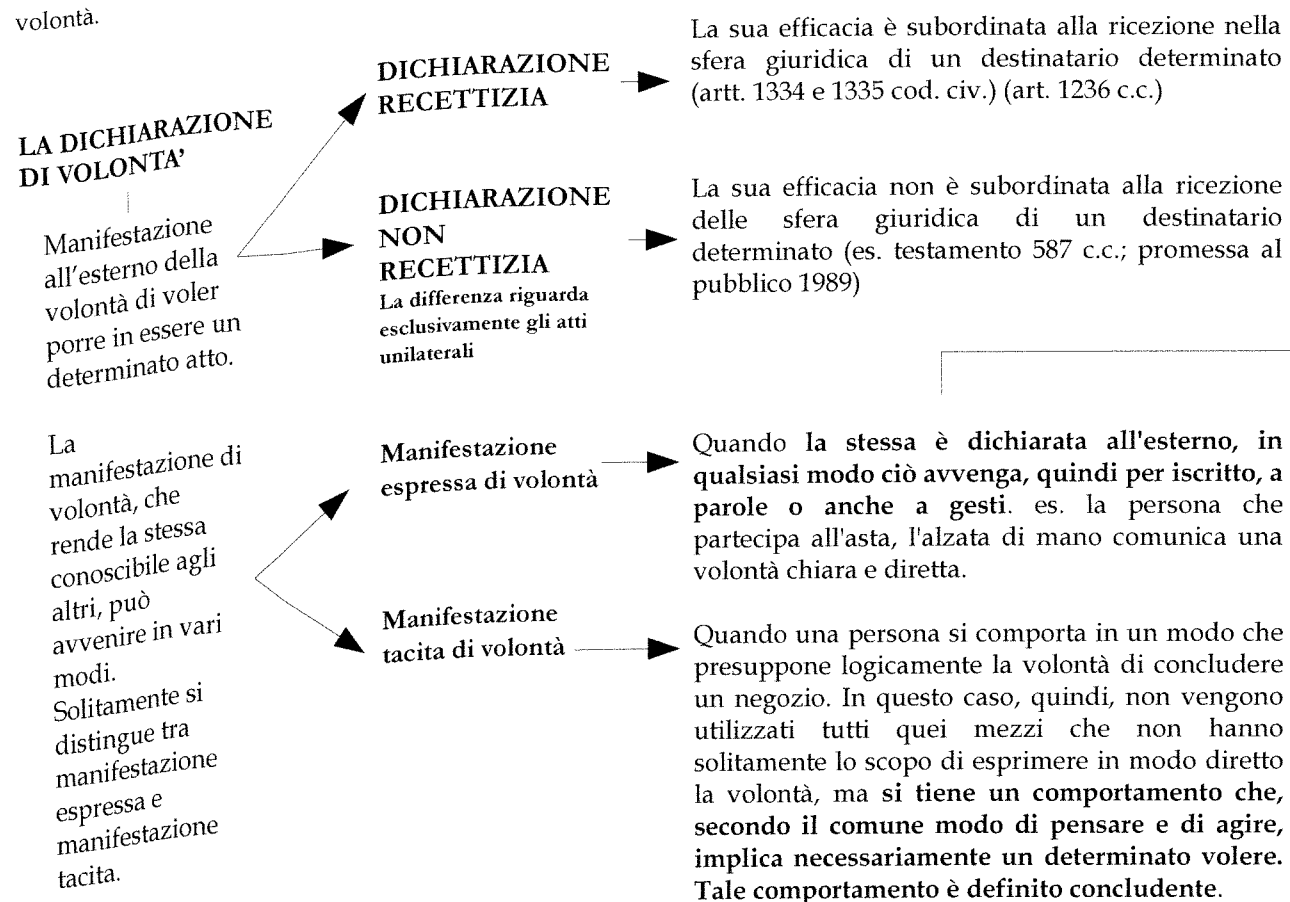 volontà.
LA DICHIARAZIONE
DI VOLONTA’
Manifestazione
all’esterno della
volontà di voler
porre in essere un
determinato atto.
DICHIARAZIONE
RECETTIZIA
La sua efficacia è subordinata alla ricezione nella
sfera giuridica di un destinatario determinato
(artt. 1334 e 1335 cod. civ.) (art. 1236 c.c.)
DICHIARAZIONE
NON
RECETTIZIA
La differenza riguarda
esclusivamente gli atti
unilaterali
La sua efficacia non è subordinata alla ricezione
delle sfera giuridica di un destinatario
determinato (es. testamento 587 c.c.; promessa al
pubblico 1989)
La
manifestazione di
volontà, che
rende la stessa
conoscibile agli
altri, può
avvenire in vari
modi.
Solitamente si
distingue tra
manifestazione
espressa e
manifestazione
tacita.
Manifestazione
espressa di volontà
Quando la stessa è dichiarata all'esterno, in
qualsiasi modo ciò avvenga, quindi per iscritto, a
parole o anche a gesti. es. la persona che
partecipa all'asta, l'alzata di mano comunica una
volontà chiara e diretta.
Manifestazione
tacita di volontà
Quando una persona si comporta in un modo che
presuppone logicamente la volontà di concludere
un negozio. In questo caso, quindi, non vengono
utilizzati tutti quei mezzi che non hanno
solitamente lo scopo di esprimere in modo diretto
la volontà, ma si tiene un comportamento che,
secondo il comune modo di pensare e di agire,
implica necessariamente un determinato volere.
Tale comportamento è definito concludente.